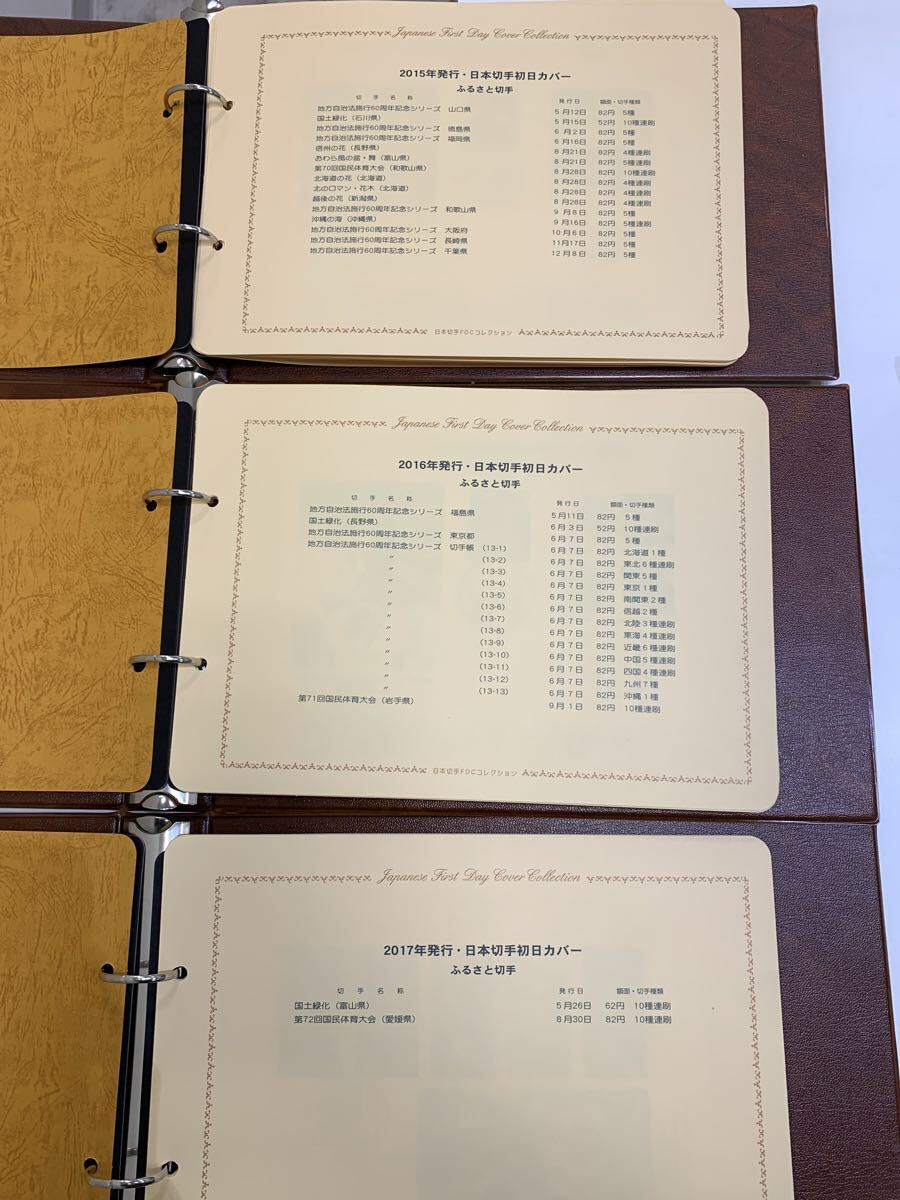 Japanese First Day Cover Collection
2015年発行・日本切手初日カバー
ふるさと切手
切手名称 発行日 額面・切手種類
地方自治法施行60周年記念シリーズ 山口県 5月12日 82円 5種
国土緑化（石川県） 5月15日 52円 10種連刷
地方自治法施行60周年記念シリーズ 徳島県 6月2日 82円 5種
地方自治法施行60周年記念シリーズ 福岡県 6月16日 82円 5種
信州の花（長野県） 8月21日 82円 4種連刷
おわら風の盆・舞（富山県） 8月21日 82円 5種連刷
第70回国民体育大会（和歌山県） 8月28日 82円 10種連刷
北海道の花（北海道） 8月28日 82円 4種連刷
北のロマン・花木（北海道） 8月28日 82円 4種連刷
越後の花（新潟県） 8月28日 82円 4種連刷
地方自治法施行60周年記念シリーズ 和歌山県 9月8日 82円 5種
沖縄の海（沖縄県） 9月16日 82円 5種連刷
地方自治法施行60周年記念シリーズ 大阪府 10月6日 82円 5種
地方自治法施行60周年記念シリーズ 長崎県 11月17日 82円 5種
地方自治法施行60周年記念シリーズ 千葉県 12月8日 82円 5種
日本切手FDCコレクション
Japanese First Day Cover Collection
2016年発行・日本切手初日カバー
ふるさと切手
切手名称 発行日 額面・切手種類
地方自治法施行60周年記念シリーズ 福島県 5月11日 82円 5種
国土緑化（長野県） 6月3日 52円 10種連刷
地方自治法施行60周年記念シリーズ 東京都 6月7日 82円 5種
地方自治法施行60周年記念シリーズ 切手帳（13-1） 6月7日 82円 北海道1種
〃 （13-2） 6月7日 82円 東北6種連刷
〃 （13-3） 6月7日 82円 関東5種
〃 （13-4） 6月7日 82円 東京1種
〃 （13-5） 6月7日 82円 南関東2種
〃 （13-6） 6月7日 82円 信越2種
〃 （13-7） 6月7日 82円 北陸3種連刷
〃 （13-8） 6月7日 82円 東海4種連刷
〃 （13-9） 6月7日 82円 近畿6種連刷
〃 （13-10） 6月7日 82円 中国5種連刷
〃 （13-11） 6月7日 82円 四国4種連刷
〃 （13-12） 6月7日 82円 九州7種
〃 （13-13） 6月7日 82円 沖縄1種
第71回国民体育大会（岩手県） 9月1日 82円 10種連刷
日本切手FDCコレクション
Japanese First Day Cover Collection
2017年発行・日本切手初日カバー
ふるさと切手
切手名称 発行日 額面・切手種類
国土緑化（富山県） 5月26日 62円 10種連刷
第72回国民体育大会（愛媛県） 8月30日 82円 10種連刷